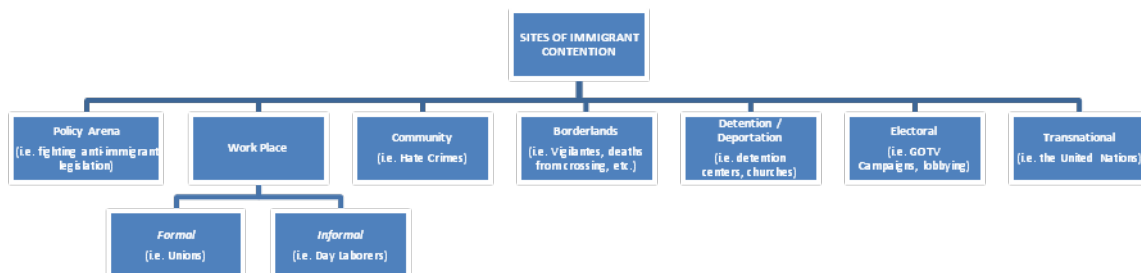 SITES OF IMMIGRANT
CONTENTION
Policy Arena
(i.e. fighting anti-immigrant
legislation)
Work Place
Community
(i.e. Hate Crimes)
Borderlands
(i.e. Vigilantes, deaths
from crossing, etc.)
Detention /
Deportation
(i.e. detention
centers, churches)
Electoral
(i.e. GOTV
Campaigns, lobbying)
Transnational
(i.e. the United Nations)
Formal
(i.e. Unions)
Informal
(i.e. Day Laborers)